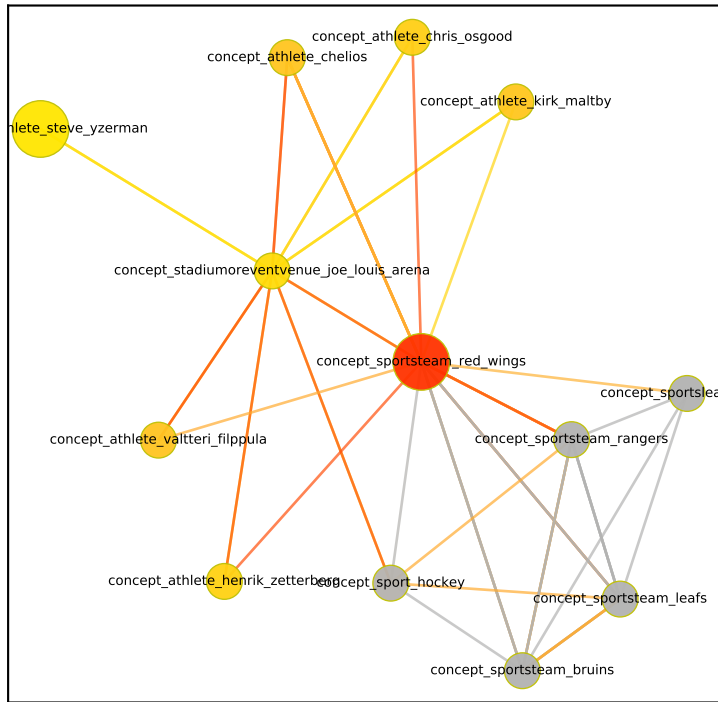 concept_athlete_chris_osgood
concept_athlete_chelios
concept_athlete_kirk_maltby
hlete_steve_yzerman
concept_stadiumoreventvenue_joe_louis_arena
concept_sportsteam_red_wings
concept_sportslea
concept_athlete_valtteri_filppula
concept_sportsteam_rangers
concept_athlete_henrik_zetterberg
concept_sport_hockey
concept_sportsteam_leafs
concept_sportsteam_bruins